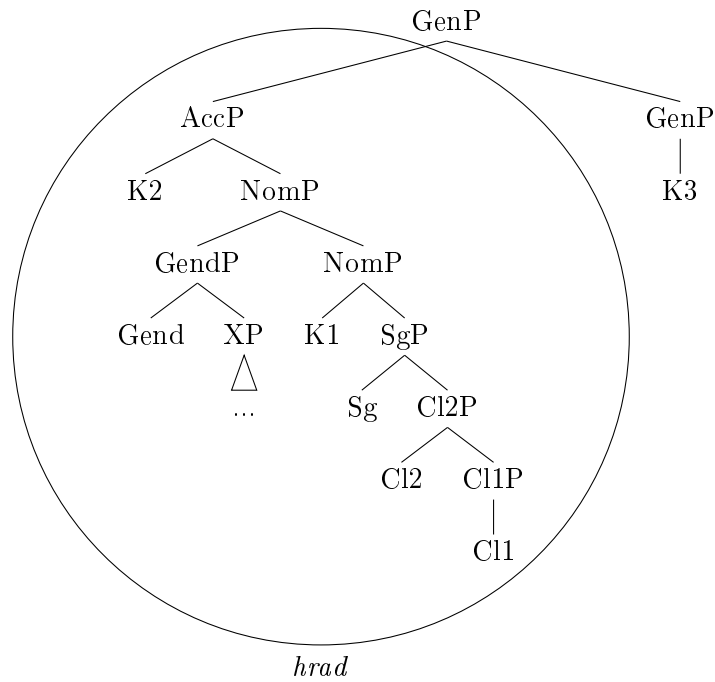 GenP
AccP GenP
K2 NomP K3
GendP NomP
Gend XP K1 SgP
... Sg Cl2P
Cl2 Cl1P
Cl1
hrad